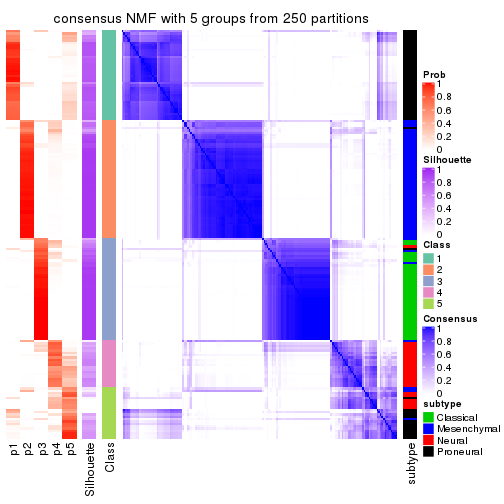 consensus NMF with 5 groups from 250 partitions
Prob
1
0.8
0.6
0.4
0.2
0
Silhouette
1
0.8
0.6
0.4
0.2
0
Class
1
2
3
4
5
Consensus
1
0.8
0.6
0.4
0.2
0
subtype
Classical
Mesenchymal
Neural
Proneural
p1
p2
p3
p4
p5
Silhouette
Class
subtype